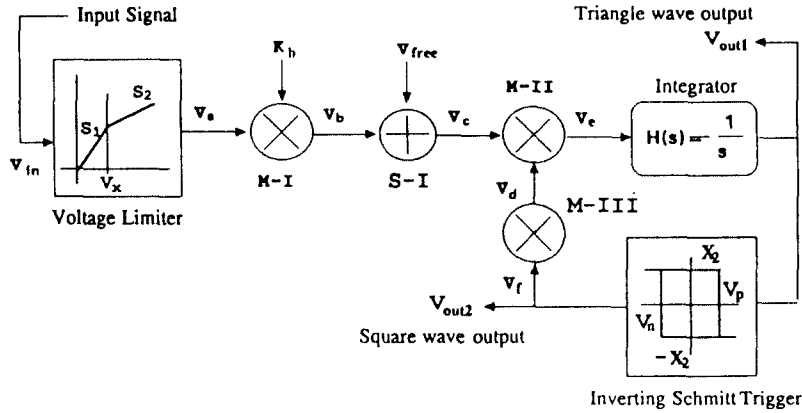 Input Signal
Triangle wave output
V_out1
K_b
V_free
M-II
Integrator
S_1
S_2
V_x
V_a
V_b
V_c
V_e
H(s) = 1/s
V_in
M-I
S-I
Voltage Limiter
V_d
M-III
V_f
X_2
V_p
V_n
-X_2
V_out2
Square wave output
Inverting Schmitt Trigger